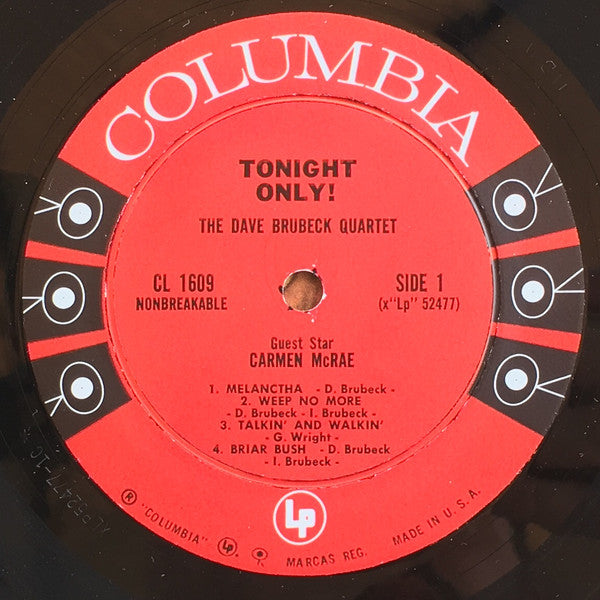 COLUMBIA
TONIGHT
ONLY!
THE DAVE BRUBECK QUARTET
CL 1609
NONBREAKABLE
SIDE 1
(x"Lp" 52477)
Guest Star
CARMEN McRAE
1. MELANCTHA - D. Brubeck -
2. WEEP NO MORE
- D. Brubeck - I. Brubeck -
3. TALKIN' AND WALKIN'
- G. Wright -
4. BRIAR BUSH - D. Brubeck
- I. Brubeck -
Ⓡ "COLUMBIA" Lp MARCAS REG. MADE IN U. S. A.
Lp